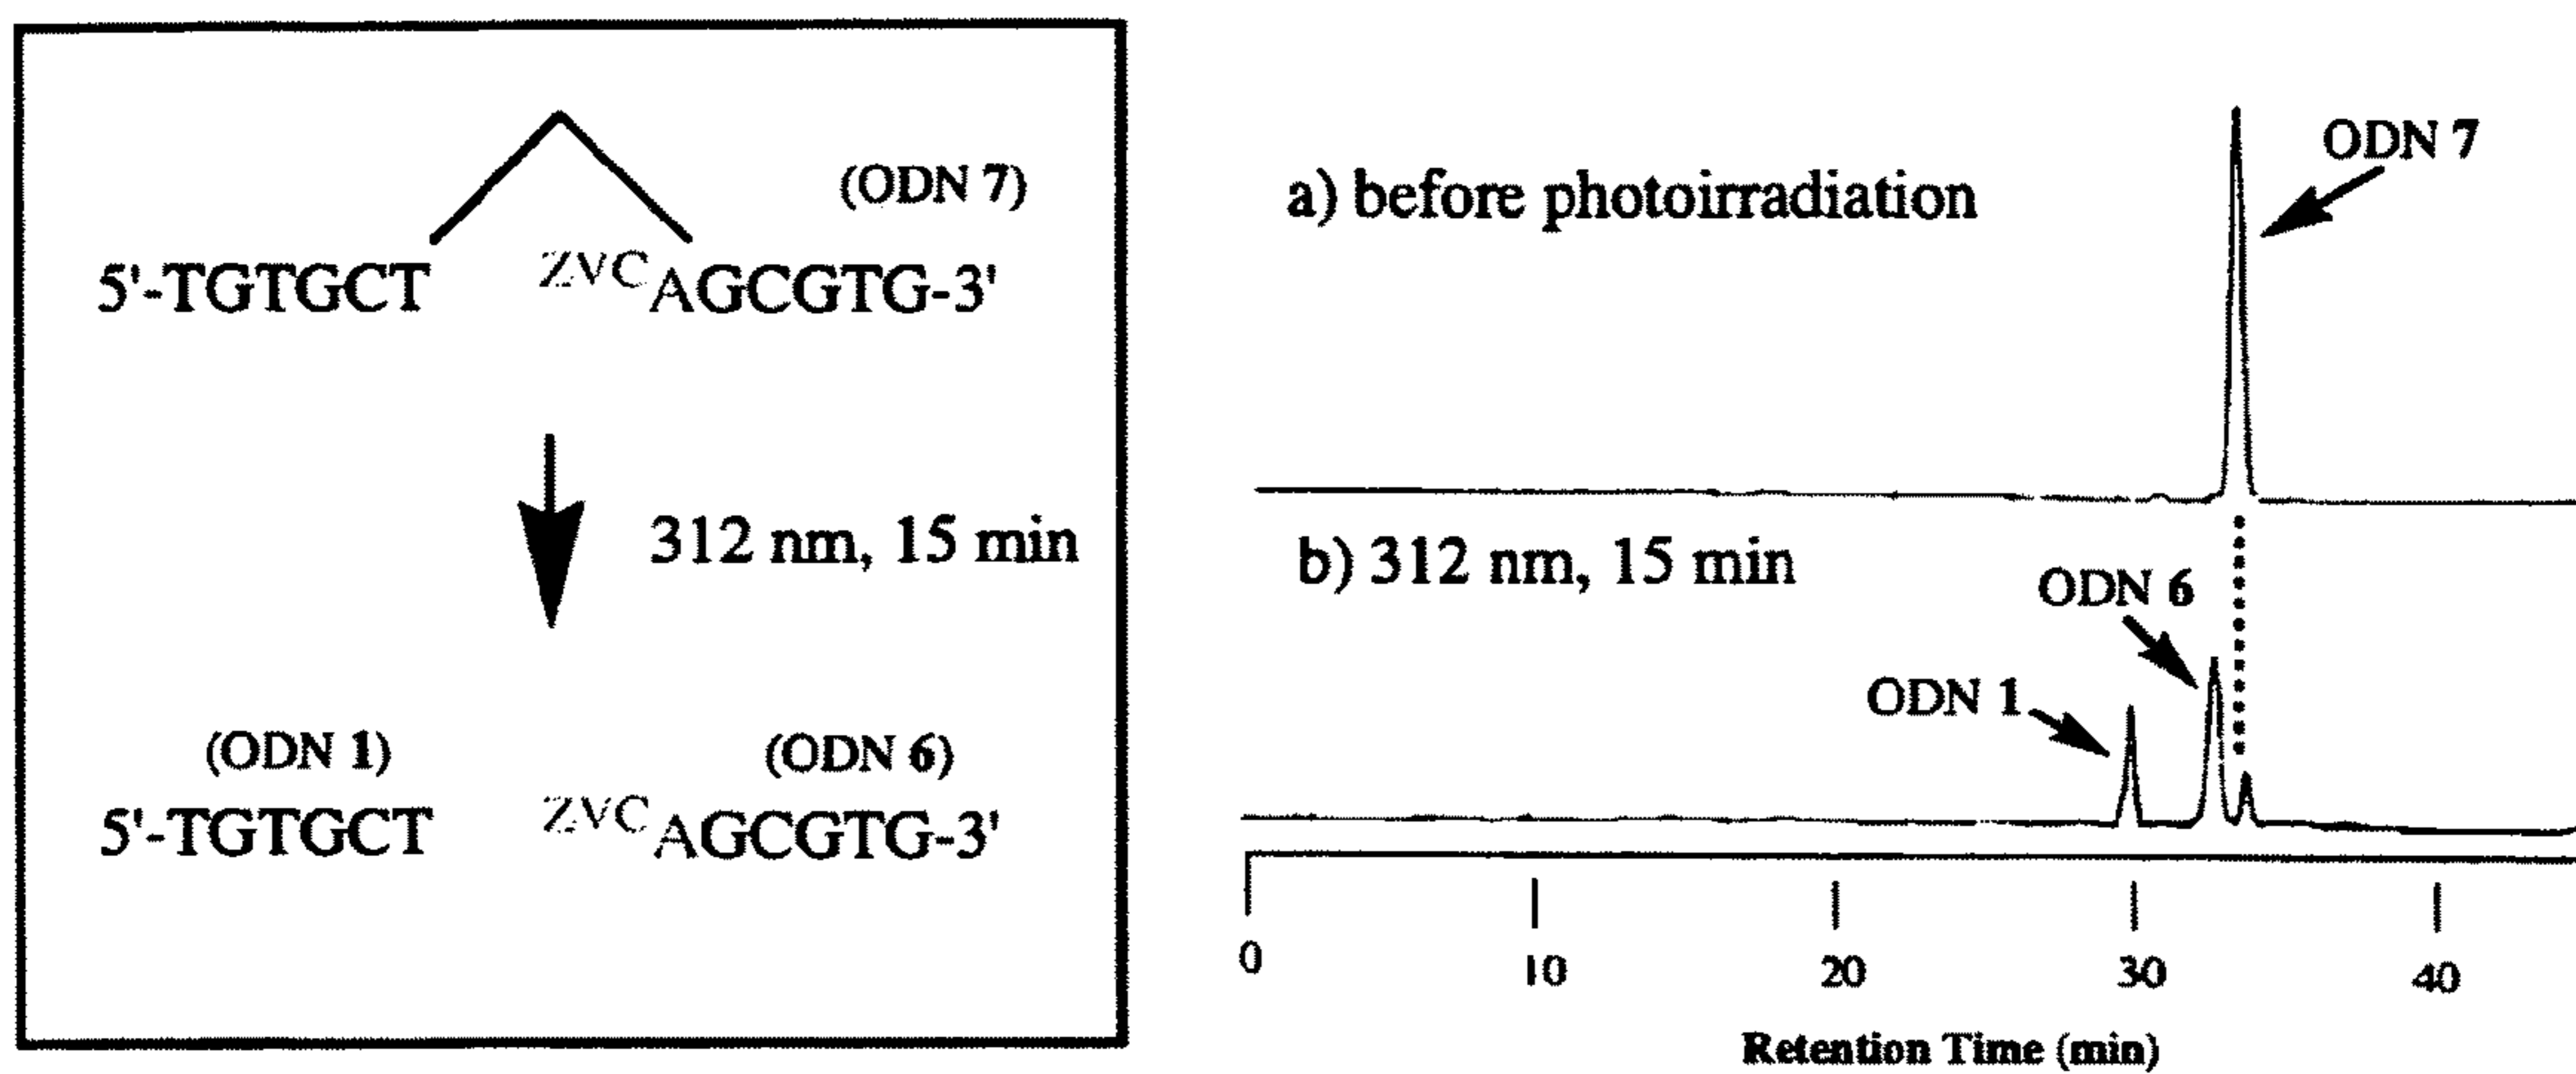 (ODN 7)
5'-TGTGCT ZVCAGCGTG-3'
312 nm, 15 min
(ODN 1) (ODN 6)
5'-TGTGCT ZVCAGCGTG-3'
a) before photoirradiation
ODN 7
b) 312 nm, 15 min
ODN 6
ODN 1
0 10 20 30 40
Retention Time (min)